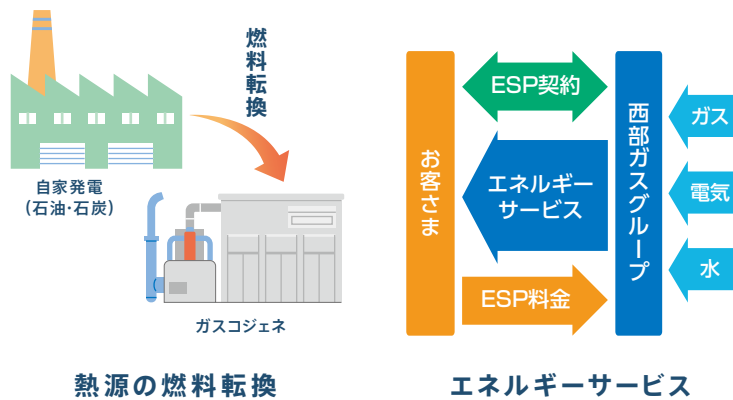 燃料転換
自家発電
(石油・石炭)
ガスコジェネ
熱源の燃料転換
お客さま
ESP契約
エネルギー
サービス
ESP料金
西部ガスグループ
ガス
電気
水
エネルギーサービス